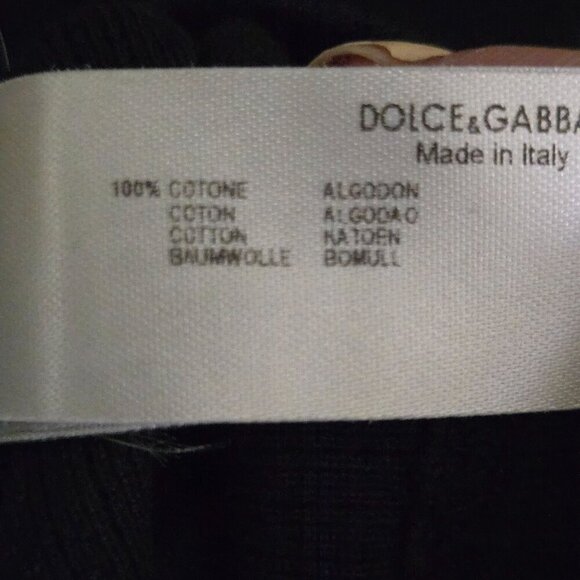 DOLCE&GABBA
Made in Italy
100% COTONE ALGODON
COTON ALGODAO
COTTON KATOEN
BAUMWOLLE BOMULL